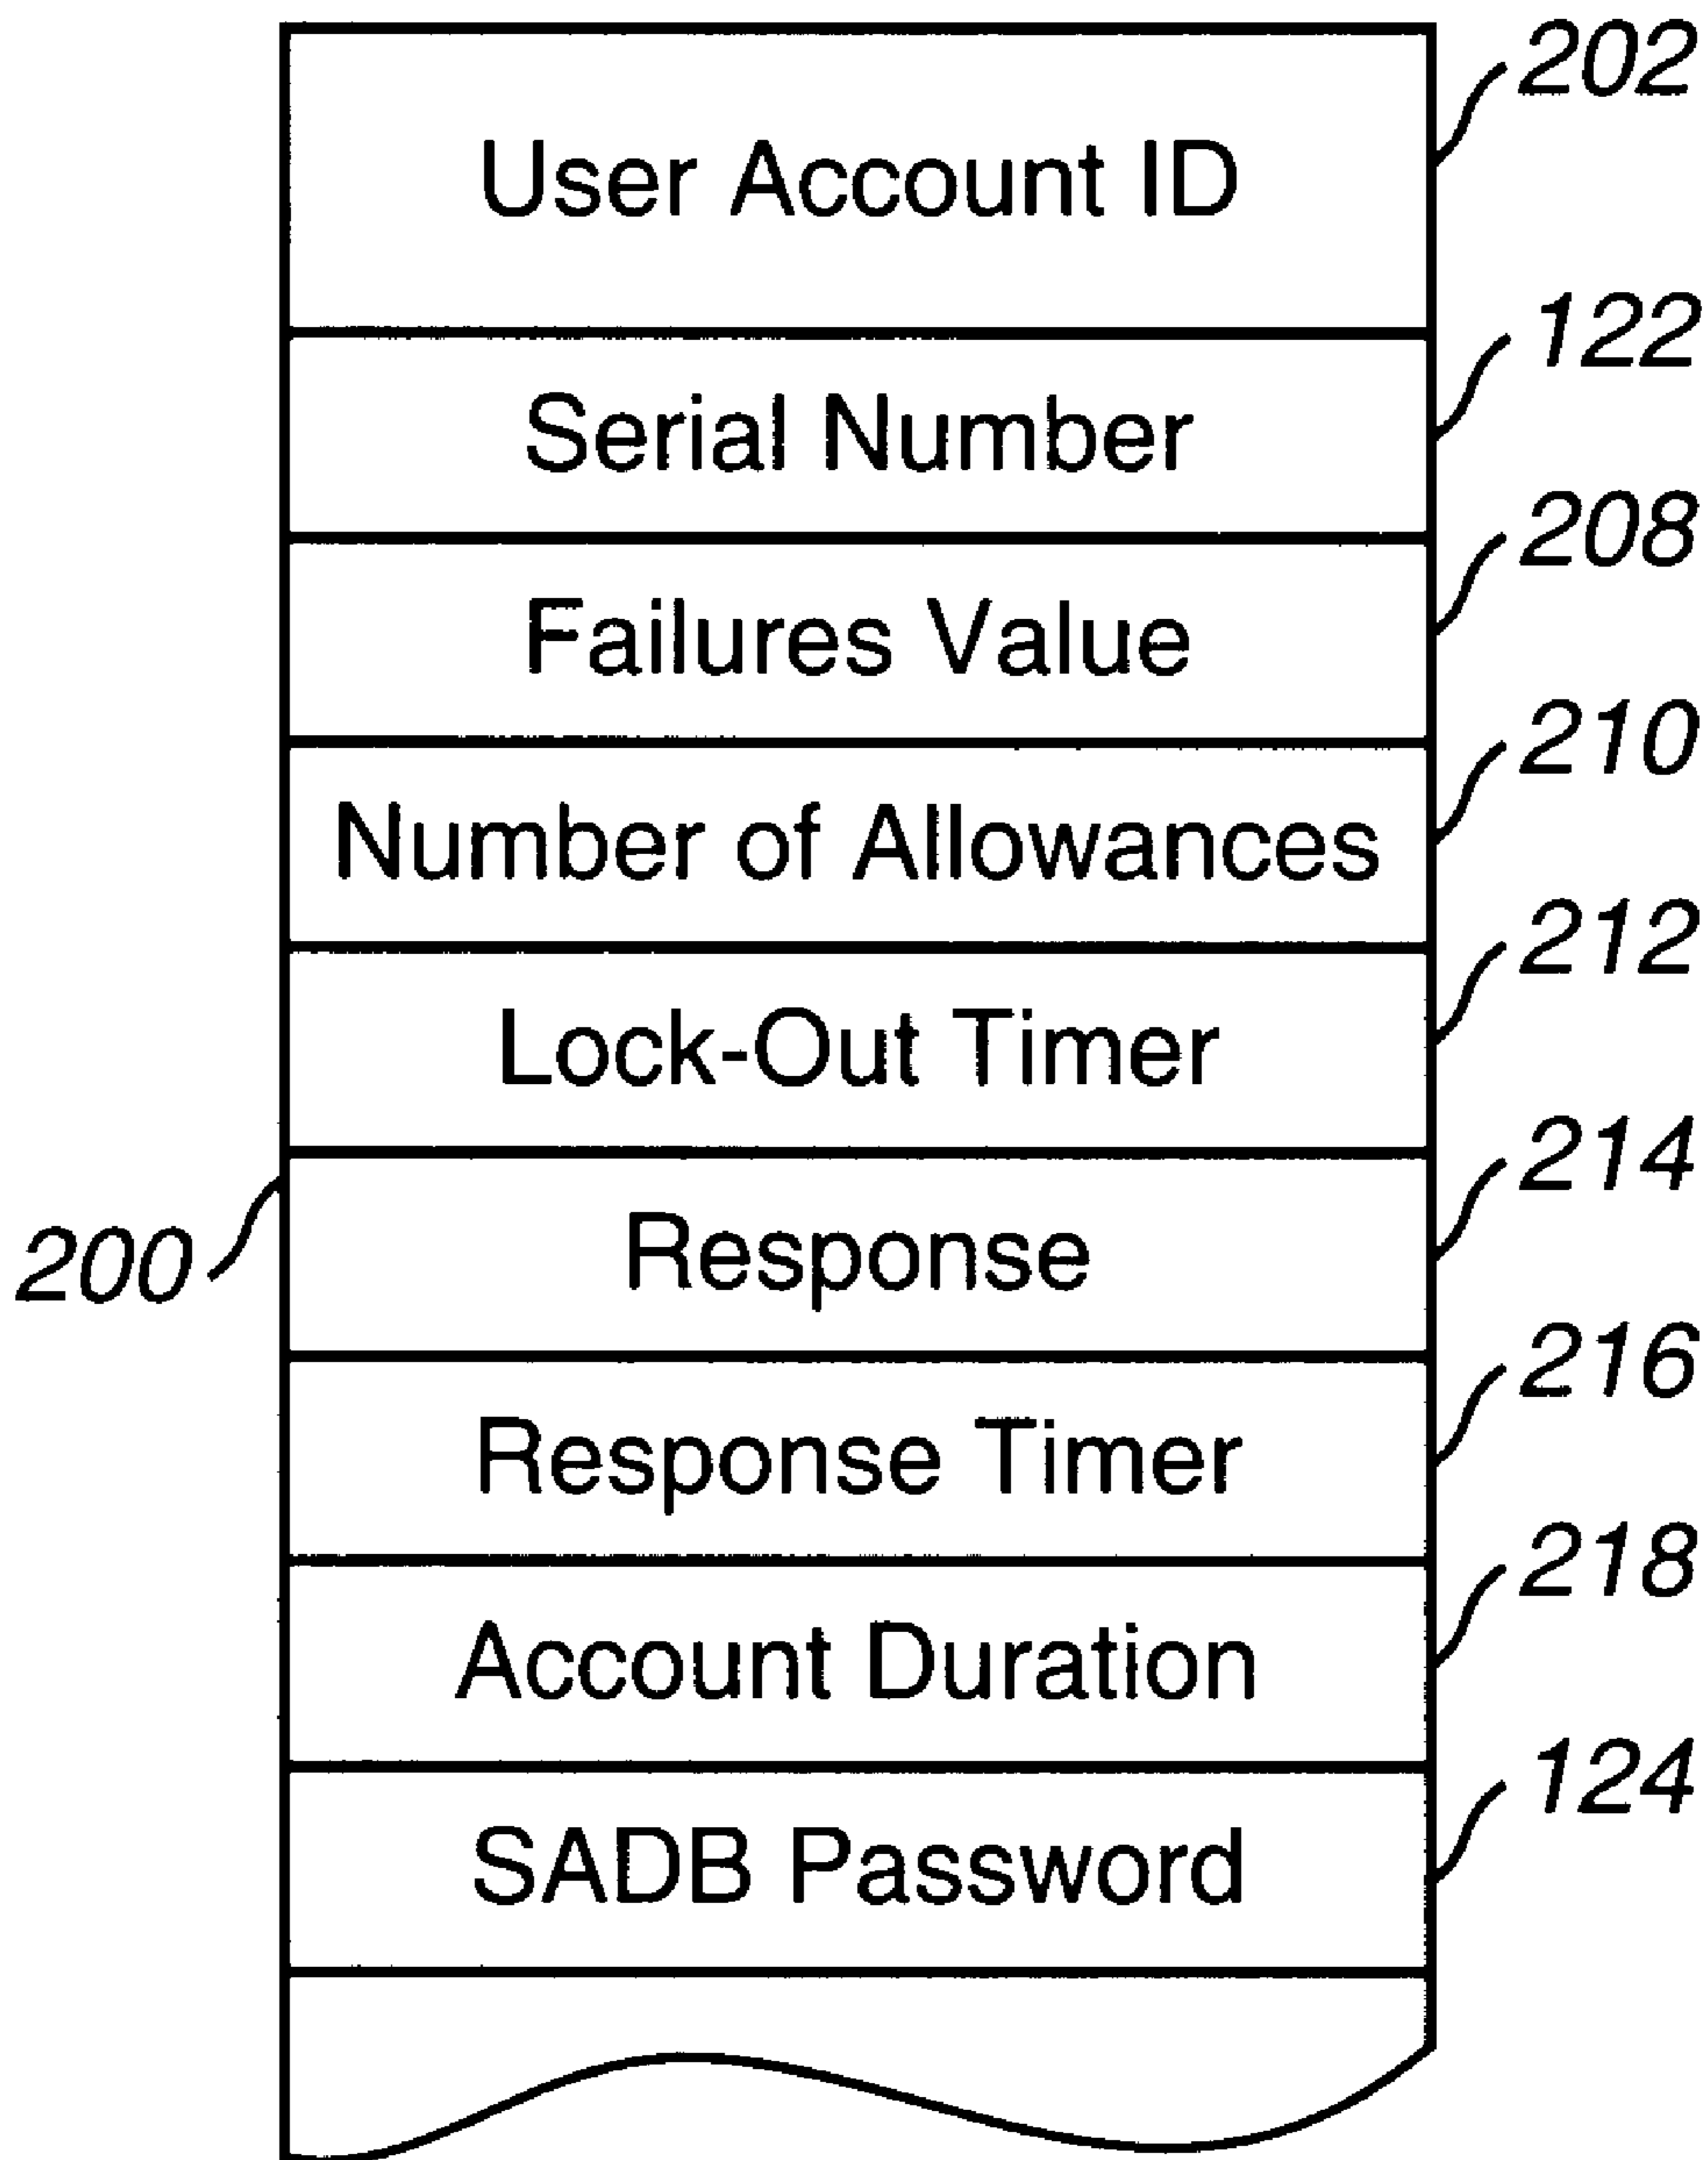 202
User Account ID
122
Serial Number
208
Failures Value
210
Number of Allowances
212
Lock-Out Timer
214
Response
200
216
Response Timer
218
Account Duration
124
SADB Password